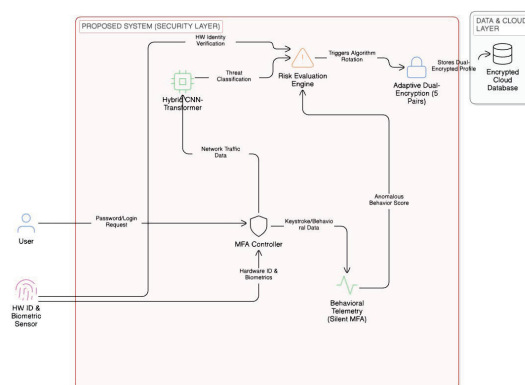 PROPOSED SYSTEM (SECURITY LAYER)
DATA & CLOUD
LAYER
HW Identity
Verification
Threat
Classification
Hybrid CNN-
Transformer
Risk Evaluation
Engine
Triggers Algorithm
Rotation
Adaptive Dual-
Encryption (5
Pairs)
Stores Dual-
Encrypted Profile
Encrypted
Cloud
Database
Network Traffic
Data
Anomalous
Behavior Score
User
Password/Login
Request
MFA Controller
Keystroke/Behavio
ral Data
Hardware ID &
Biometrics
HW ID &
Biometric
Sensor
Behavioral
Telemetry
(Silent MFA)